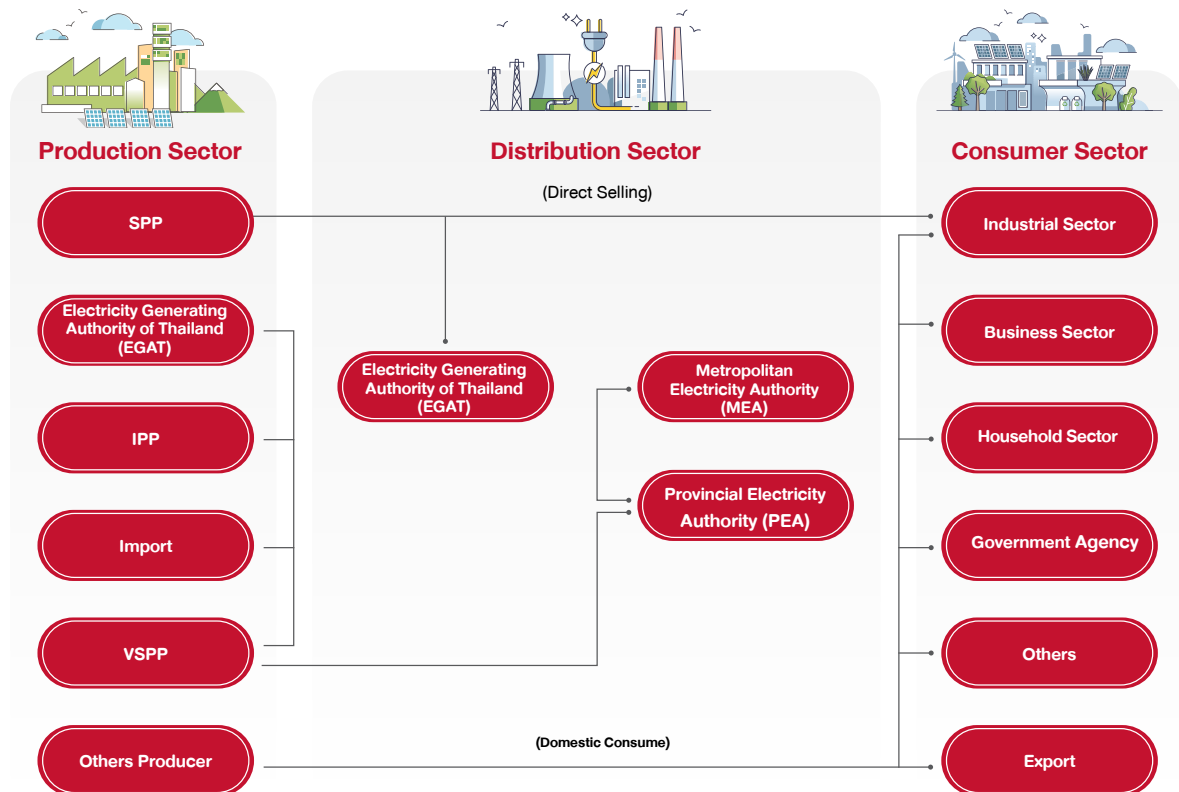 Production Sector
Distribution Sector
Consumer Sector
(Direct Selling)
SPP
Electricity Generating
Authority of Thailand
(EGAT)
IPP
Import
VSPP
Others Producer
Electricity Generating
Authority of Thailand
(EGAT)
Metropolitan
Electricity Authority
(MEA)
Provincial Electricity
Authority (PEA)
(Domestic Consume)
Industrial Sector
Business Sector
Household Sector
Government Agency
Others
Export